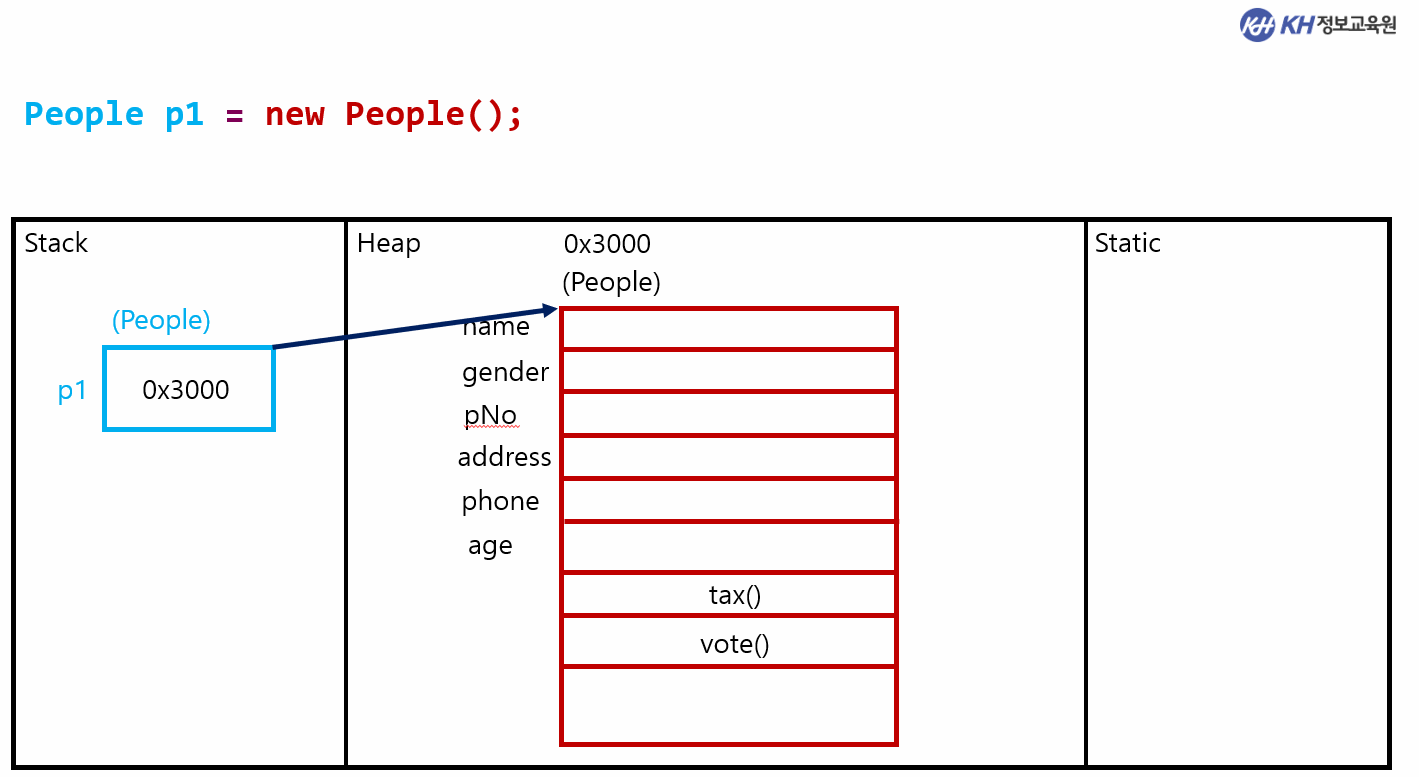 KH KH정보교육원
People p1 = new People();
Stack
Heap
0x3000
Static
(People)
(People)
p1
0x3000
name
gender
pNo
address
phone
age
tax()
vote()